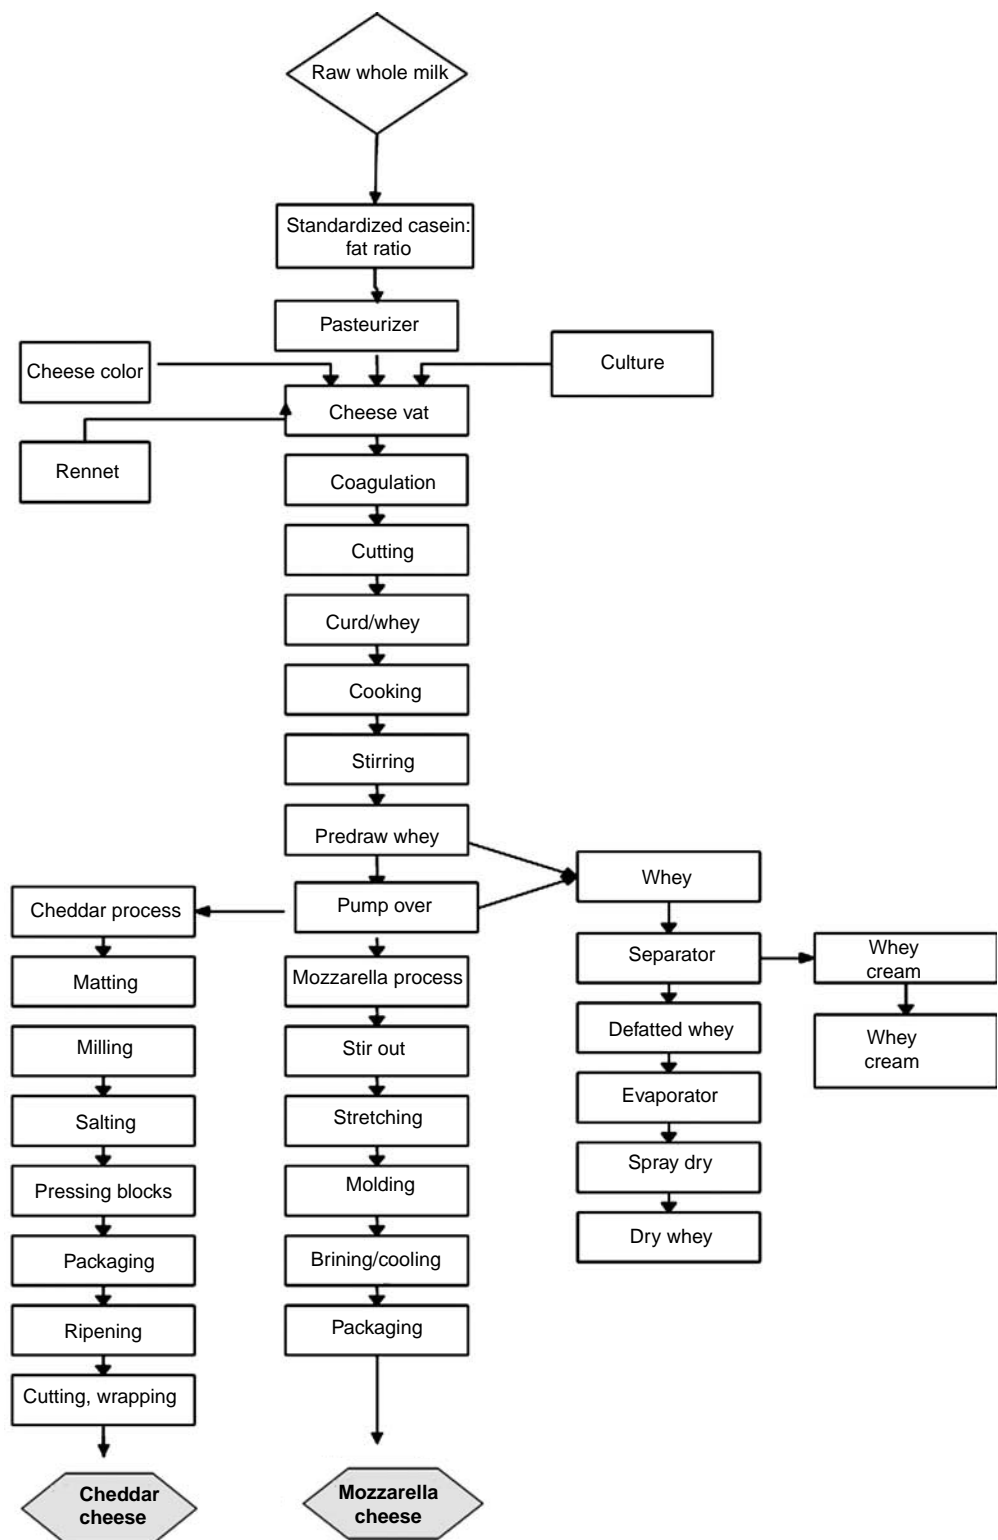 Raw whole milk
Standardized casein:
fat ratio
Pasteurizer
Cheese color
Culture
Cheese vat
Rennet
Coagulation
Cutting
Curd/whey
Cooking
Stirring
Predraw whey
Whey
Pump over
Cheddar process
Separator
Whey
cream
Matting
Mozzarella process
Defatted whey
Whey
cream
Milling
Stir out
Evaporator
Salting
Stretching
Spray dry
Pressing blocks
Molding
Dry whey
Packaging
Brining/cooling
Ripening
Packaging
Cutting, wrapping
Cheddar
cheese
Mozzarella
cheese